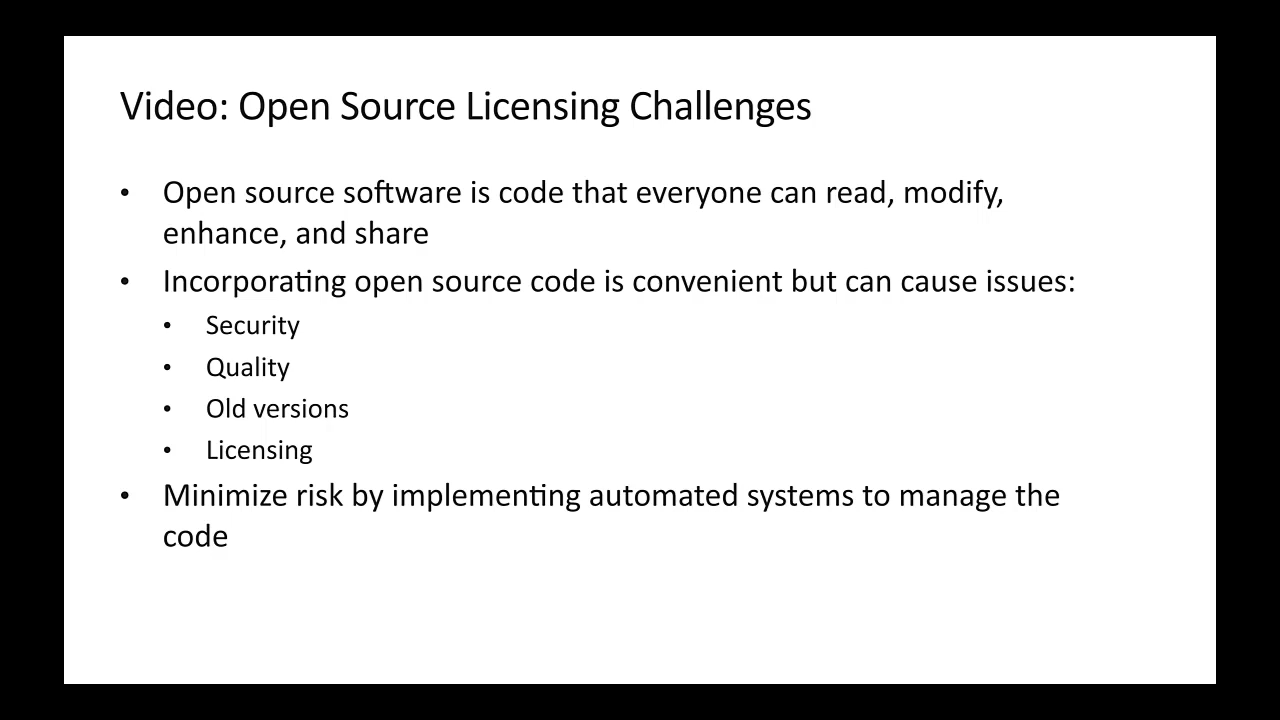 Video: Open Source Licensing Challenges
• Open source software is code that everyone can read, modify,
enhance, and share
• Incorporating open source code is convenient but can cause issues:
• Security
• Quality
• Old versions
• Licensing
• Minimize risk by implementing automated systems to manage the
code